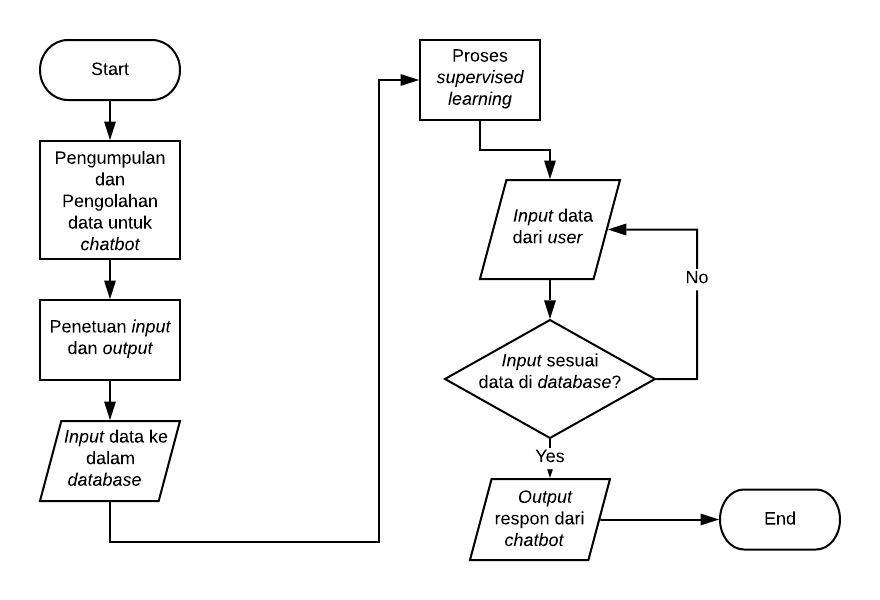 Start
Pengumpulan
dan
Pengolahan
data untuk
chatbot
Penetuan input
dan output
Input data ke
dalam
database
Proses
supervised
learning
Input data
dari user
No
Input sesuai
data di database?
Yes
Output
respon dari
chatbot
End